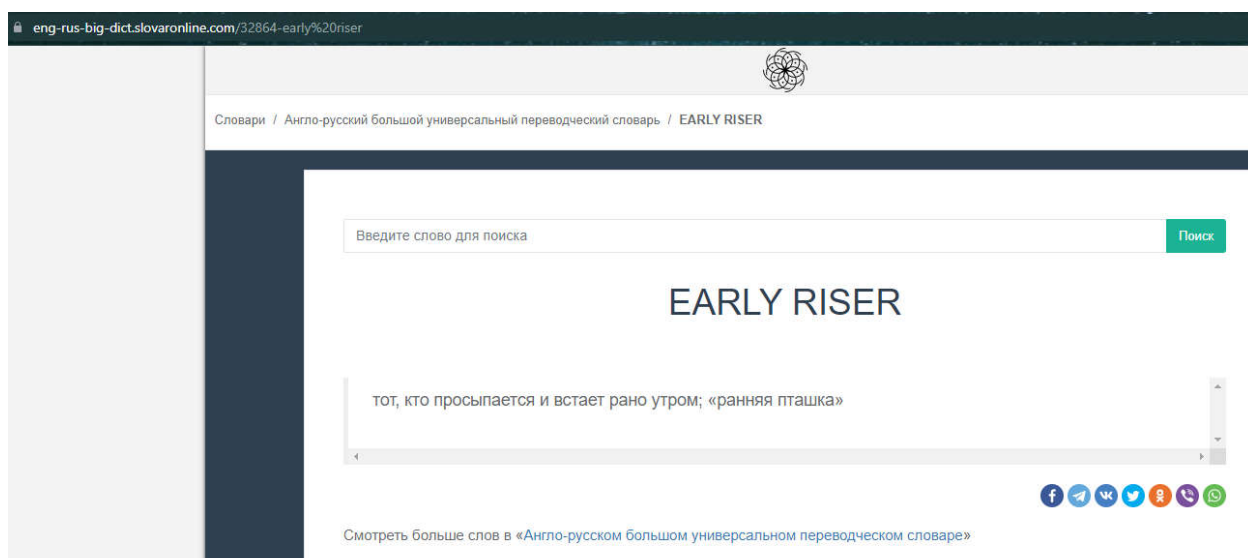 eng-rus-big-dict.slovaronline.com/32864-early%20riser
Словари / Англо-русский большой универсальный переводческий словарь / EARLY RISER
Введите слово для поиска
Поиск
EARLY RISER
тот, кто просыпается и встает рано утром; «ранняя пташка»
Смотреть больше слов в «Англо-русском большом универсальном переводческом словаре»